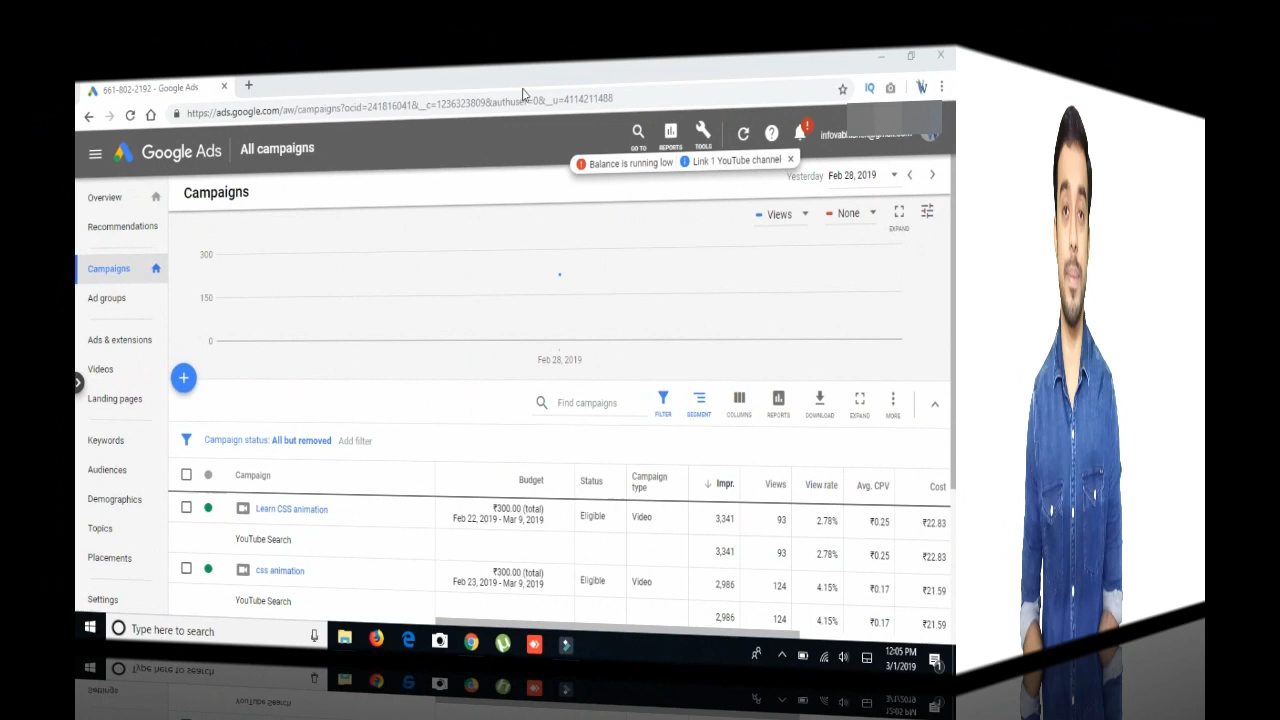 661-802-2192 - Google Ads
https://ads.google.com/aw/campaigns?ocid=241816041&__c=1236323809&authuser=0&__u=4114211488
IQ
Google Ads
All campaigns
GO TO
REPORTS
TOOLS
Balance is running low
Link 1 YouTube channel
Campaigns
Yesterday
Feb 28, 2019
Overview
Recommendations
Campaigns
Ad groups
Ads & extensions
Videos
Landing pages
Keywords
Audiences
Demographics
Topics
Placements
Settings
Views
None
EXPAND
300
150
0
Feb 28, 2019
Find campaigns
FILTER
SEGMENT
COLUMNS
REPORTS
DOWNLOAD
EXPAND
MORE
Campaign status: All but removed
Add filter
Campaign Budget Status Campaign type Impr. Views View rate Avg. CPV Cost
Learn CSS animation ₹300.00 (total) Eligible Video 3,341 93 2.78% ₹0.25 ₹22.83
Feb 22, 2019 - Mar 9, 2019
YouTube Search 3,341 93 2.78% ₹0.25 ₹22.83
css animation ₹300.00 (total) Eligible Video 2,986 124 4.15% ₹0.17 ₹21.59
Feb 23, 2019 - Mar 9, 2019
YouTube Search 2,986 124 4.15% ₹0.17 ₹21.59
Type here to search
12:05 PM
3/1/2019